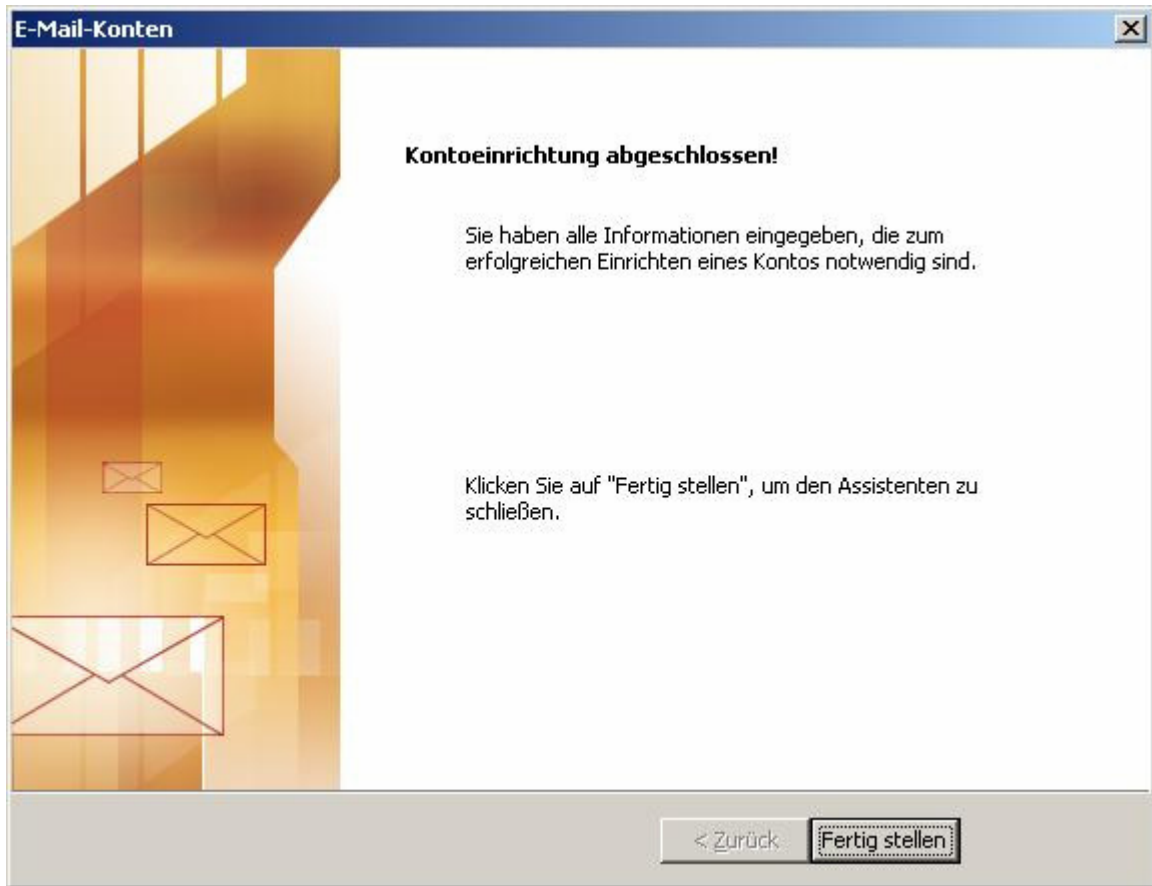 E-Mail-Konten
Kontoeinrichtung abgeschlossen!
Sie haben alle Informationen eingegeben, die zum
erfolgreichen Einrichten eines Kontos notwendig sind.
Klicken Sie auf "Fertig stellen", um den Assistenten zu
schließen.
< Zurück
Fertig stellen